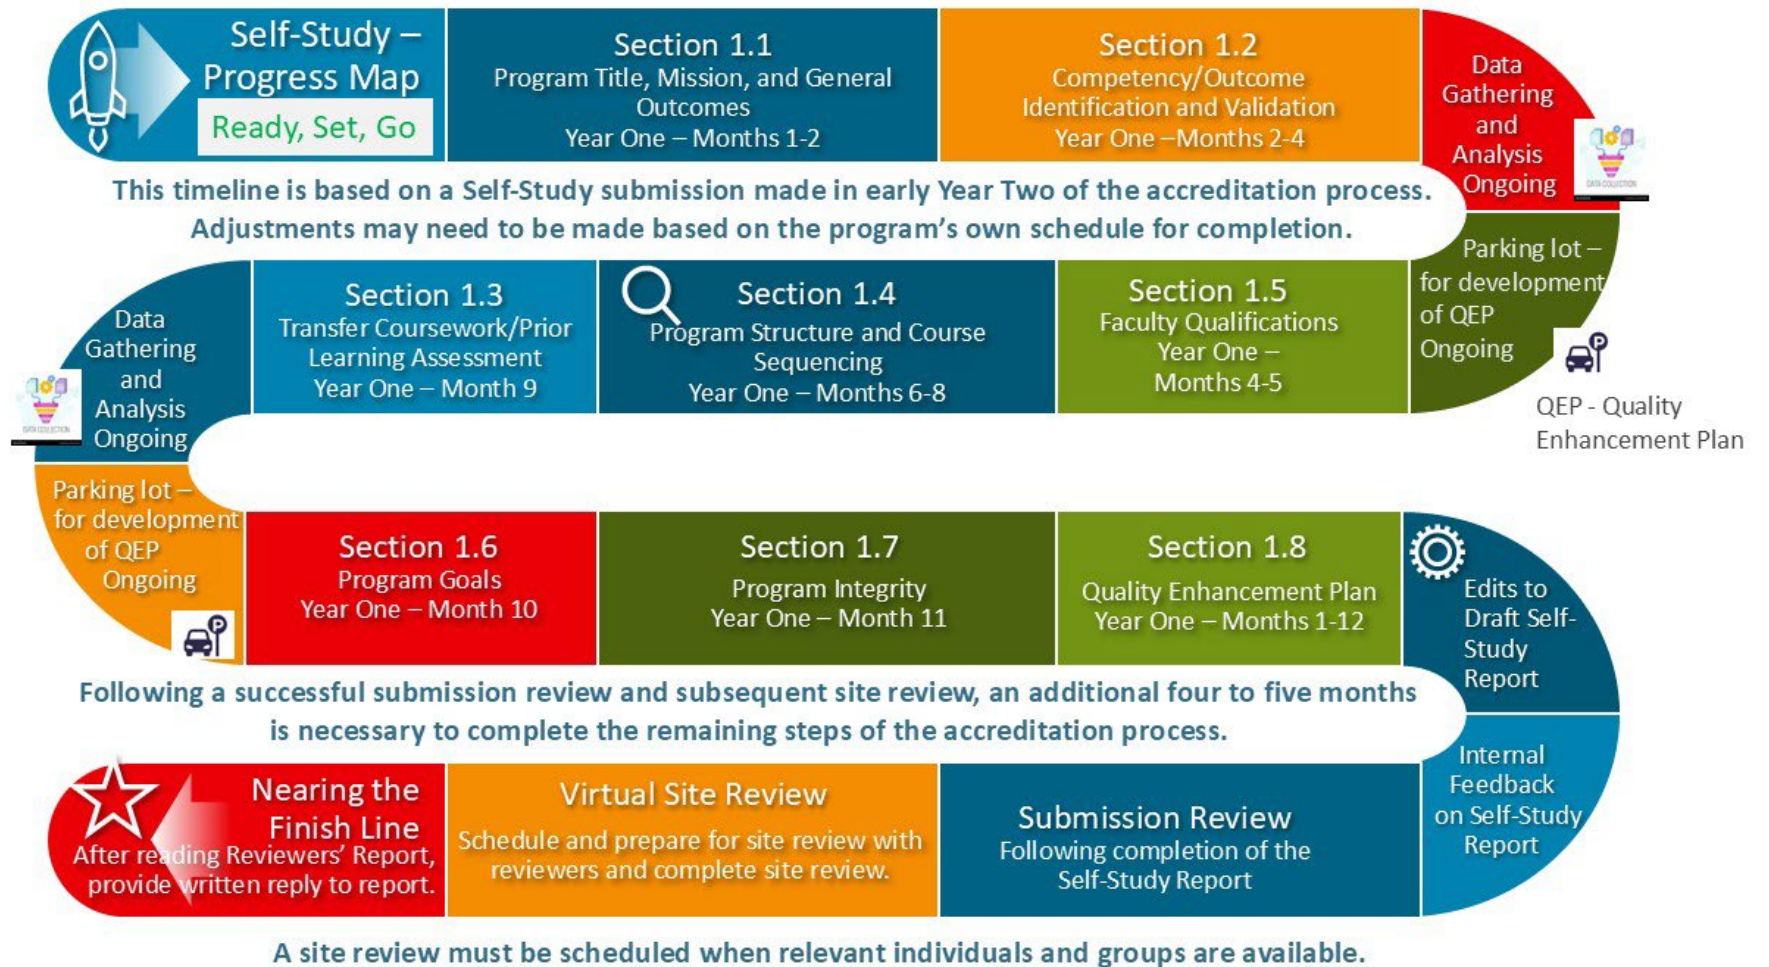 Self-Study –
Progress Map
Ready, Set, Go
Section 1.1
Program Title, Mission, and General
Outcomes
Year One – Months 1-2
Section 1.2
Competency/Outcome
Identification and Validation
Year One –Months 2-4
Data
Gathering
and
Analysis
Ongoing
DATA COLLECTION
This timeline is based on a Self-Study submission made in early Year Two of the accreditation process.
Adjustments may need to be made based on the program's own schedule for completion.
Parking lot –
for development
of QEP
Ongoing
P
QEP - Quality
Enhancement Plan
Section 1.5
Faculty Qualifications
Year One –
Months 4-5
Section 1.4
Program Structure and Course
Sequencing
Year One – Months 6-8
Section 1.3
Transfer Coursework/Prior
Learning Assessment
Year One – Month 9
Data
Gathering
and
Analysis
Ongoing
DATA COLLECTION
Parking lot –
for development
of QEP
Ongoing
P
Section 1.6
Program Goals
Year One – Month 10
Section 1.7
Program Integrity
Year One – Month 11
Section 1.8
Quality Enhancement Plan
Year One – Months 1-12
Edits to
Draft Self-
Study
Report
Following a successful submission review and subsequent site review, an additional four to five months
is necessary to complete the remaining steps of the accreditation process.
Internal
Feedback
on Self-Study
Report
Submission Review
Following completion of the
Self-Study Report
Virtual Site Review
Schedule and prepare for site review with
reviewers and complete site review.
Nearing the
Finish Line
After reading Reviewers' Report,
provide written reply to report.
A site review must be scheduled when relevant individuals and groups are available.